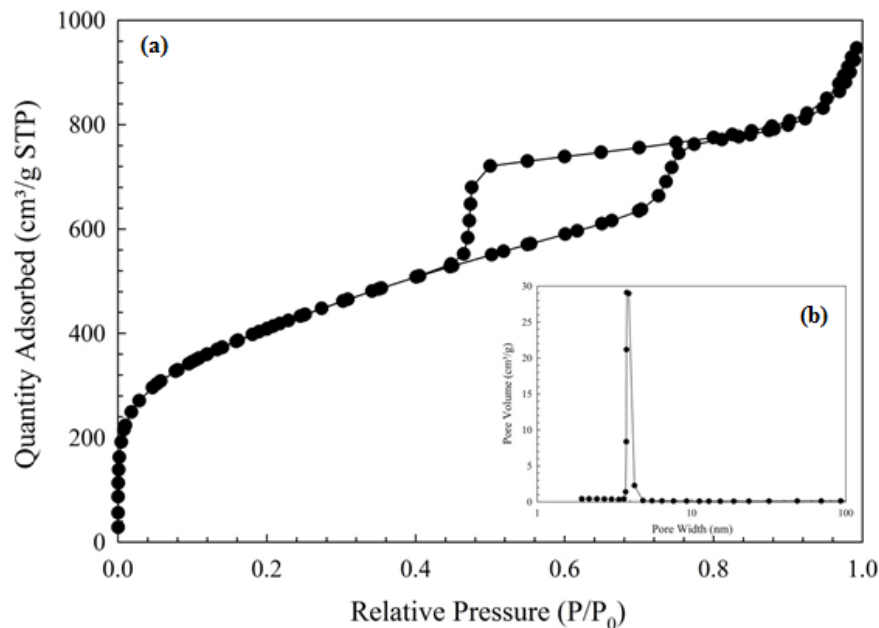 (a)
1000
800
600
400
200
0
Quantity Adsorbed (cm³/g STP)
0.0 0.2 0.4 0.6 0.8 1.0
Relative Pressure (P/P₀)
(b)
30
25
20
15
10
5
0
Pore Volume (cm³/g)
1 10 100
Pore Width (nm)